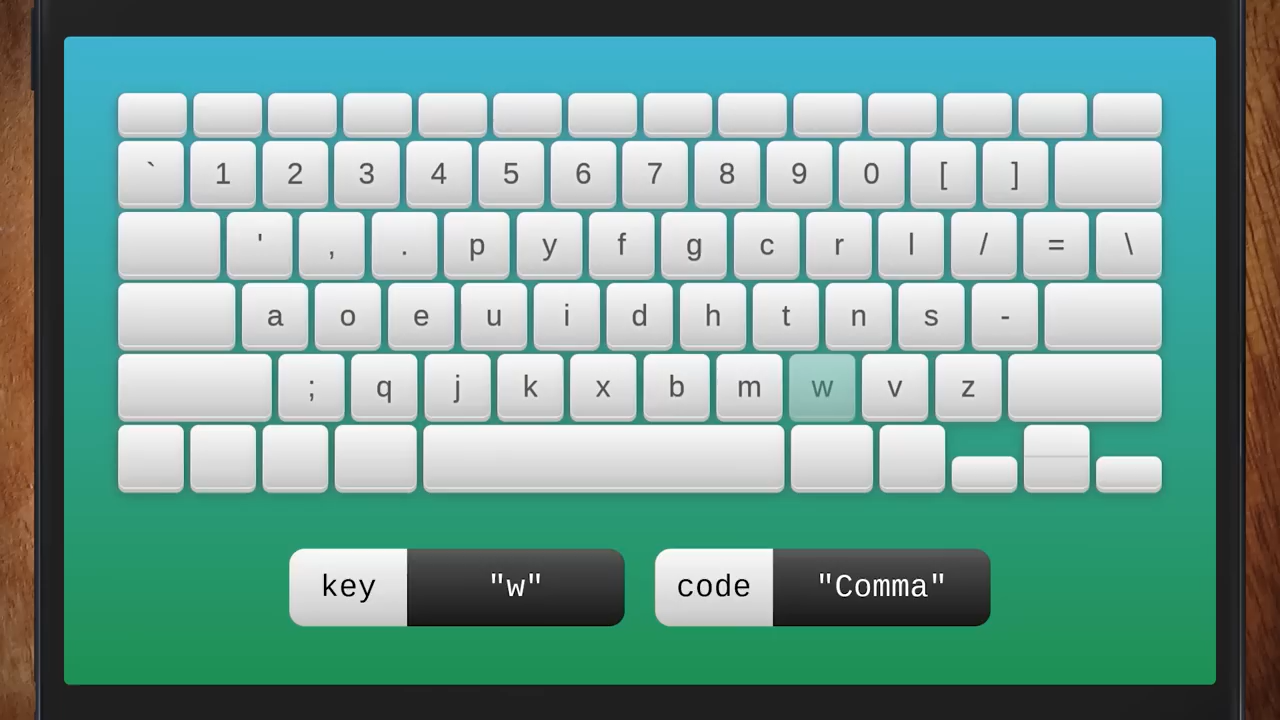 ` 1 2 3 4 5 6 7 8 9 0 [ ]
' , . p y f g c r l / = \
a o e u i d h t n s -
; q j k x b m w v z
key "w" code "Comma"